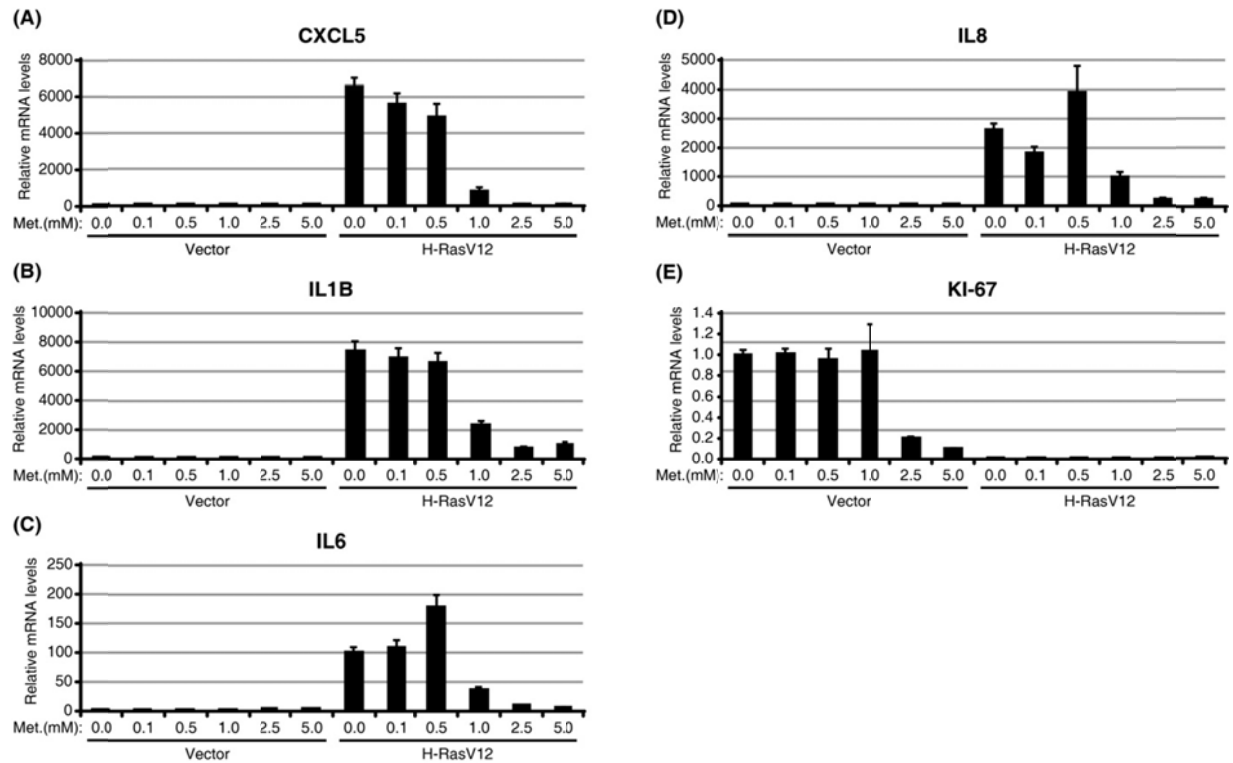 (A)
CXCL5
Relative mRNA levels
8000
6000
4000
2000
0
Met.(mM): 0.0 0.1 0.5 1.0 2.5 5.0 0.0 0.1 0.5 1.0 2.5 5.0
Vector H-RasV12
(B)
IL1B
Relative mRNA levels
10000
8000
6000
4000
2000
0
Met.(mM): 0.0 0.1 0.5 1.0 2.5 5.0 0.0 0.1 0.5 1.0 2.5 5.0
Vector H-RasV12
(C)
IL6
Relative mRNA levels
250
200
150
100
50
0
Met.(mM): 0.0 0.1 0.5 1.0 2.5 5.0 0.0 0.1 0.5 1.0 2.5 5.0
Vector H-RasV12
(D)
IL8
Relative mRNA levels
5000
4000
3000
2000
1000
0
Met.(mM): 0.0 0.1 0.5 1.0 2.5 5.0 0.0 0.1 0.5 1.0 2.5 5.0
Vector H-RasV12
(E)
KI-67
Relative mRNA levels
1.4
1.2
1.0
0.8
0.6
0.4
0.2
0.0
Met.(mM): 0.0 0.1 0.5 1.0 2.5 5.0 0.0 0.1 0.5 1.0 2.5 5.0
Vector H-RasV12